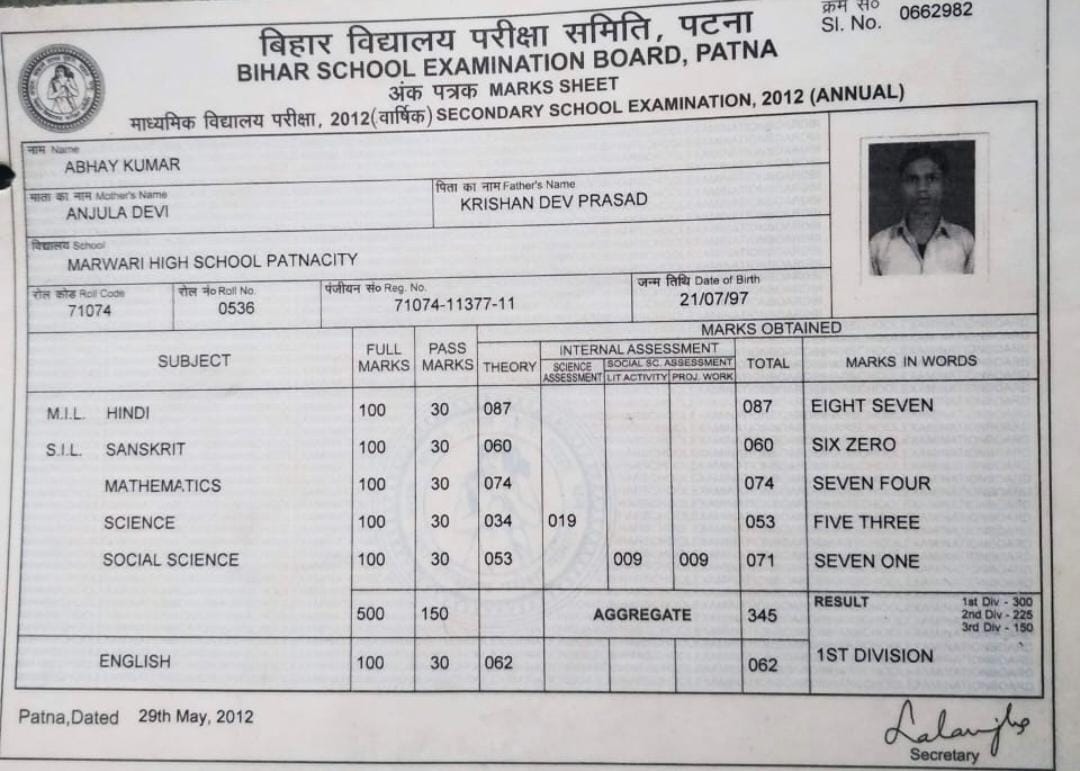 क्रम सं० 0662982
Sl. No.
बिहार विद्यालय परीक्षा समिति, पटना
BIHAR SCHOOL EXAMINATION BOARD, PATNA
अंक पत्रक MARKS SHEET
माध्यमिक विद्यालय परीक्षा, 2012(वार्षिक) SECONDARY SCHOOL EXAMINATION, 2012 (ANNUAL)
नाम Name
ABHAY KUMAR
माता का नाम Mother's Name पिता का नाम Father's Name
ANJULA DEVI KRISHAN DEV PRASAD
विद्यालय School
MARWARI HIGH SCHOOL PATNACITY
रोल कोड Roll Code रोल नं० Roll No. पंजीयन सं० Reg. No. जन्म तिथि Date of Birth
71074 0536 71074-11377-11 21/07/97
MARKS OBTAINED
SUBJECT FULL MARKS PASS MARKS THEORY INTERNAL ASSESSMENT TOTAL MARKS IN WORDS
SCIENCE ASSESSMENT SOCIAL SC. ASSESSMENT
LIT ACTIVITY PROJ. WORK
M.I.L. HINDI 100 30 087 087 EIGHT SEVEN
S.I.L. SANSKRIT 100 30 060 060 SIX ZERO
MATHEMATICS 100 30 074 074 SEVEN FOUR
SCIENCE 100 30 034 019 053 FIVE THREE
SOCIAL SCIENCE 100 30 053 009 009 071 SEVEN ONE
500 150 AGGREGATE 345 RESULT 1st Div - 300
2nd Div - 225
3rd Div - 150
ENGLISH 100 30 062 062 1ST DIVISION
Patna,Dated 29th May, 2012
Secretary